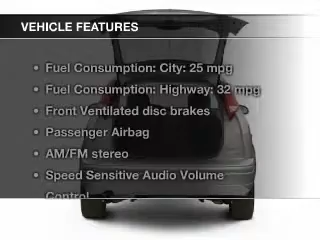 VEHICLE FEATURES
• Fuel Consumption: City: 25 mpg
• Fuel Consumption: Highway: 32 mpg
• Front Ventilated disc brakes
• Passenger Airbag
• AM/FM stereo
• Speed Sensitive Audio Volume
Control